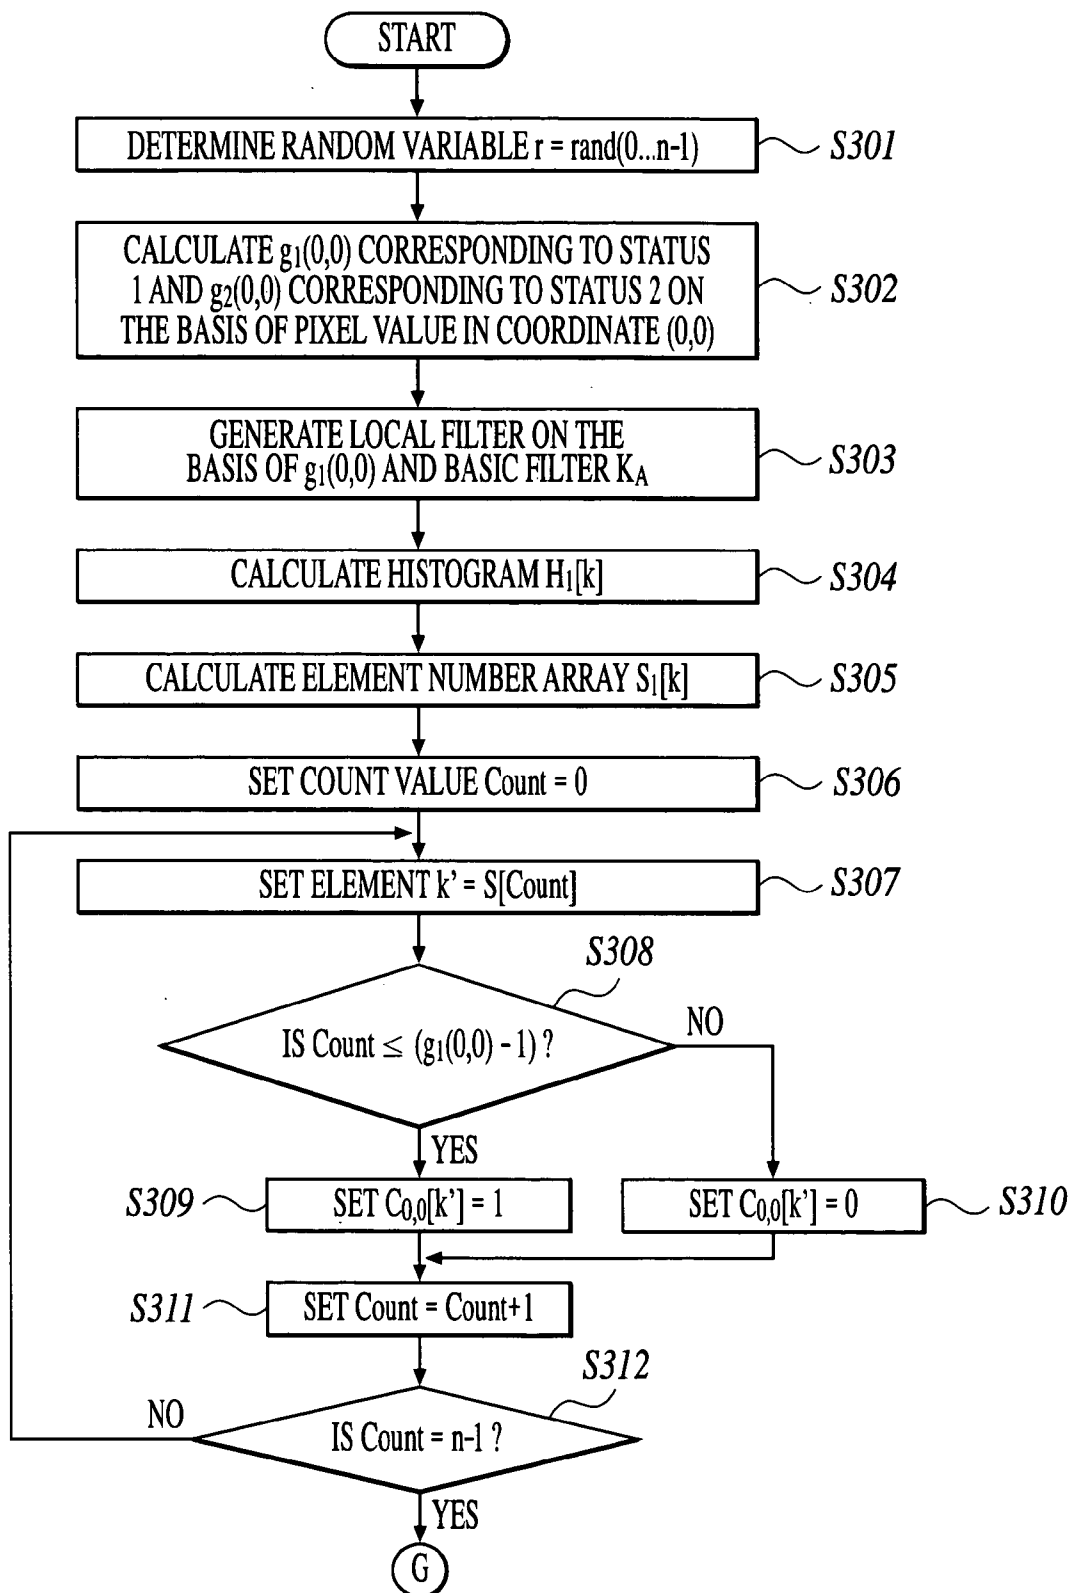 START
DETERMINE RANDOM VARIABLE r = rand(0...n-1)
S301
CALCULATE g1(0,0) CORRESPONDING TO STATUS
1 AND g2(0,0) CORRESPONDING TO STATUS 2 ON
THE BASIS OF PIXEL VALUE IN COORDINATE (0,0)
S302
GENERATE LOCAL FILTER ON THE
BASIS OF g1(0,0) AND BASIC FILTER KA
S303
CALCULATE HISTOGRAM H1[k]
S304
CALCULATE ELEMENT NUMBER ARRAY S1[k]
S305
SET COUNT VALUE Count = 0
S306
SET ELEMENT k' = S[Count]
S307
S308
IS Count ≤ (g1(0,0) - 1) ?
NO
YES
S309
SET C0,0[k'] = 1
SET C0,0[k'] = 0
S310
S311
SET Count = Count+1
S312
NO
IS Count = n-1 ?
YES
G